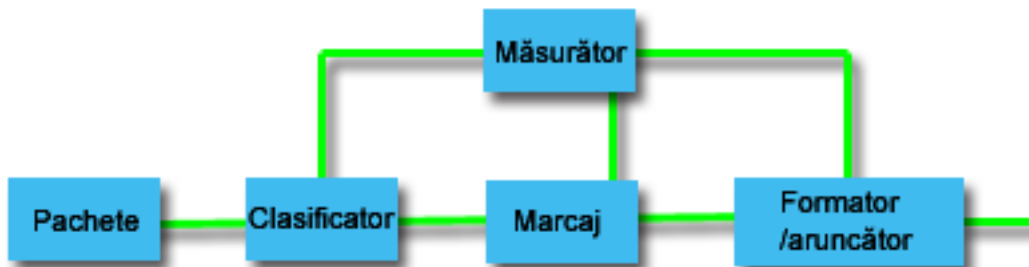 Măsurător
Pachete
Clasificator
Marcaj
Formator
/aruncător